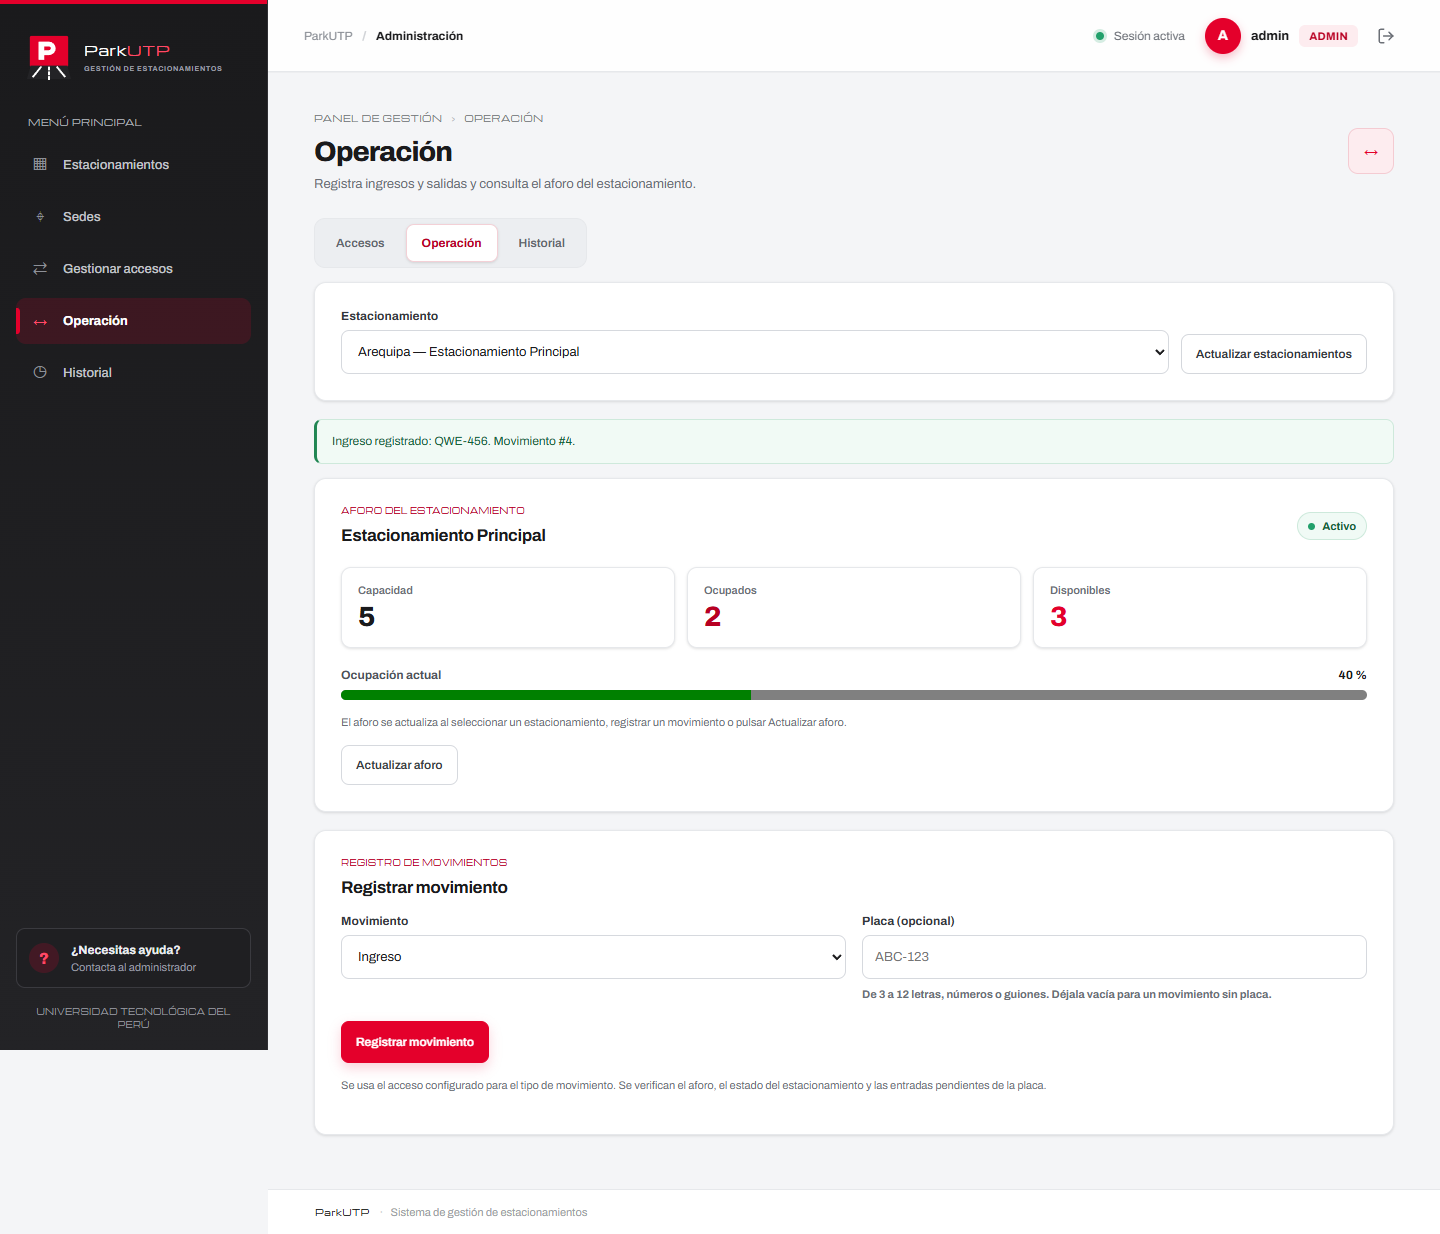 P
ParkUTP
GESTIÓN DE ESTACIONAMIENTOS
MENÚ PRINCIPAL
Estacionamientos
Sedes
Gestionar accesos
Operación
Historial
¿Necesitas ayuda?
Contacta al administrador
?
UNIVERSIDAD TECNOLÓGICA DEL
PERÚ
ParkUTP / Administración
Sesión activa
A
admin
ADMIN
PANEL DE GESTIÓN › OPERACIÓN
Operación
Registra ingresos y salidas y consulta el aforo del estacionamiento.
Accesos
Operación
Historial
Estacionamiento
Arequipa — Estacionamiento Principal
Actualizar estacionamientos
Ingreso registrado: QWE-456. Movimiento #4.
AFORO DEL ESTACIONAMIENTO
Estacionamiento Principal
Activo
Capacidad
5
Ocupados
2
Disponibles
3
Ocupación actual
40 %
El aforo se actualiza al seleccionar un estacionamiento, registrar un movimiento o pulsar Actualizar aforo.
Actualizar aforo
REGISTRO DE MOVIMIENTOS
Registrar movimiento
Movimiento
Ingreso
Placa (opcional)
ABC-123
De 3 a 12 letras, números o guiones. Déjala vacía para un movimiento sin placa.
Registrar movimiento
Se usa el acceso configurado para el tipo de movimiento. Se verifican el aforo, el estado del estacionamiento y las entradas pendientes de la placa.
ParkUTP · Sistema de gestión de estacionamientos